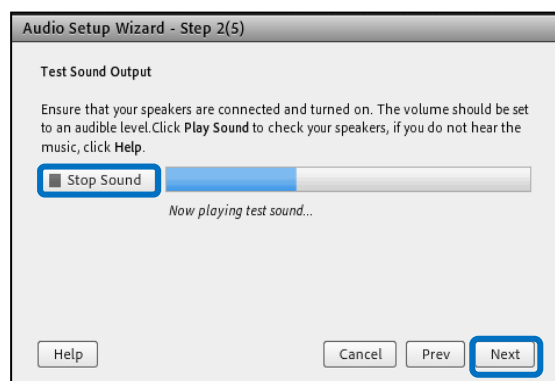 Audio Setup Wizard - Step 2(5)
Test Sound Output
Ensure that your speakers are connected and turned on. The volume should be set
to an audible level.Click Play Sound to check your speakers, if you do not hear the
music, click Help.
Stop Sound
Now playing test sound...
Help Cancel Prev Next